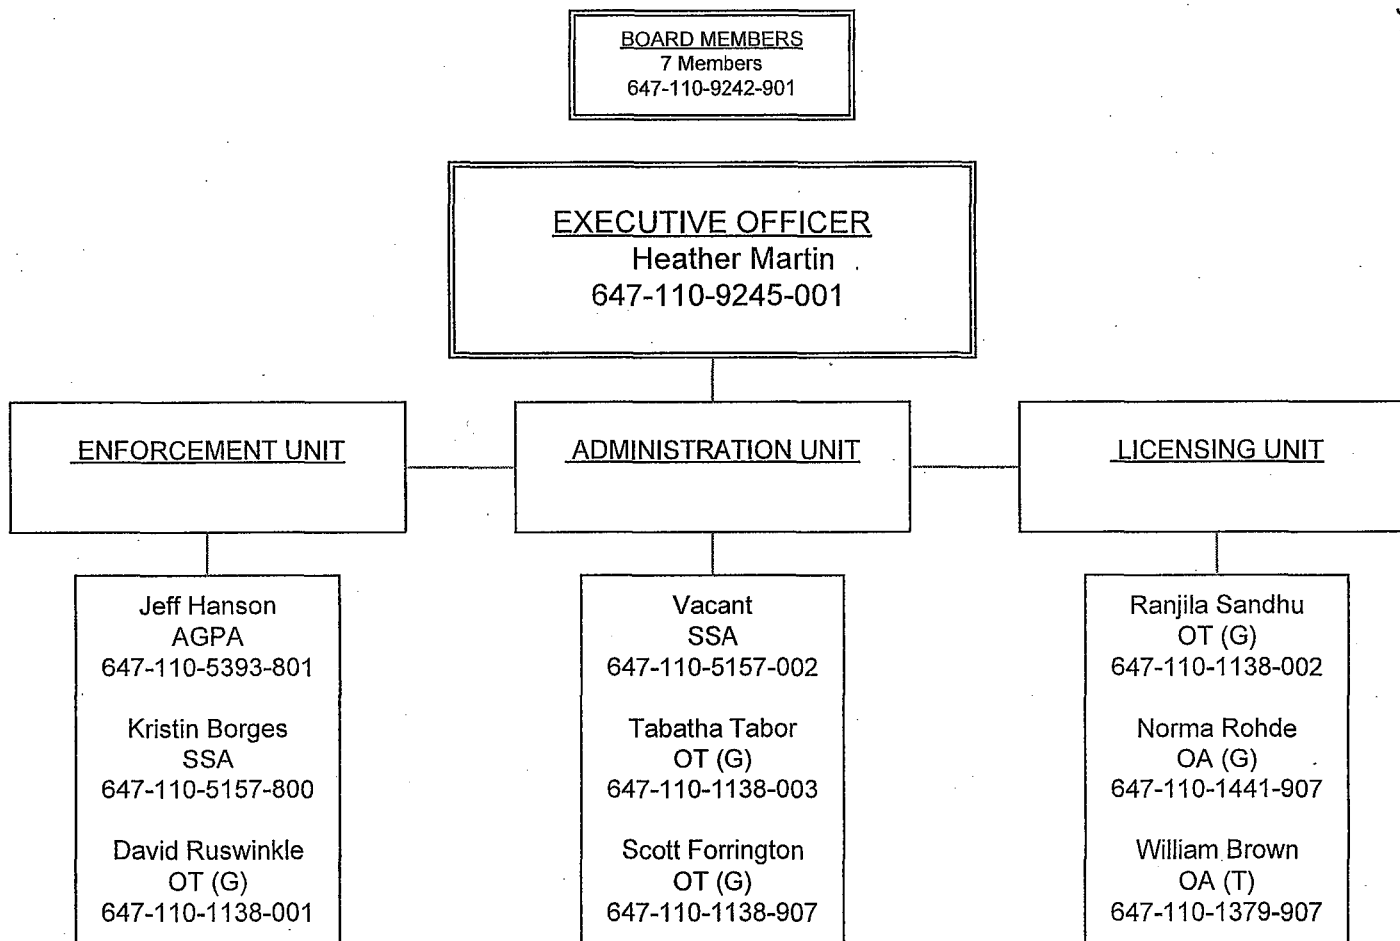 BOARD MEMBERS
7 Members
647-110-9242-901
EXECUTIVE OFFICER
Heather Martin
647-110-9245-001
ENFORCEMENT UNIT
ADMINISTRATION UNIT
LICENSING UNIT
Jeff Hanson
AGPA
647-110-5393-801
Kristin Borges
SSA
647-110-5157-800
David Ruswinkle
OT (G)
647-110-1138-001
Vacant
SSA
647-110-5157-002
Tabatha Tabor
OT (G)
647-110-1138-003
Scott Forrington
OT (G)
647-110-1138-907
Ranjila Sandhu
OT (G)
647-110-1138-002
Norma Rohde
OA (G)
647-110-1441-907
William Brown
OA (T)
647-110-1379-907